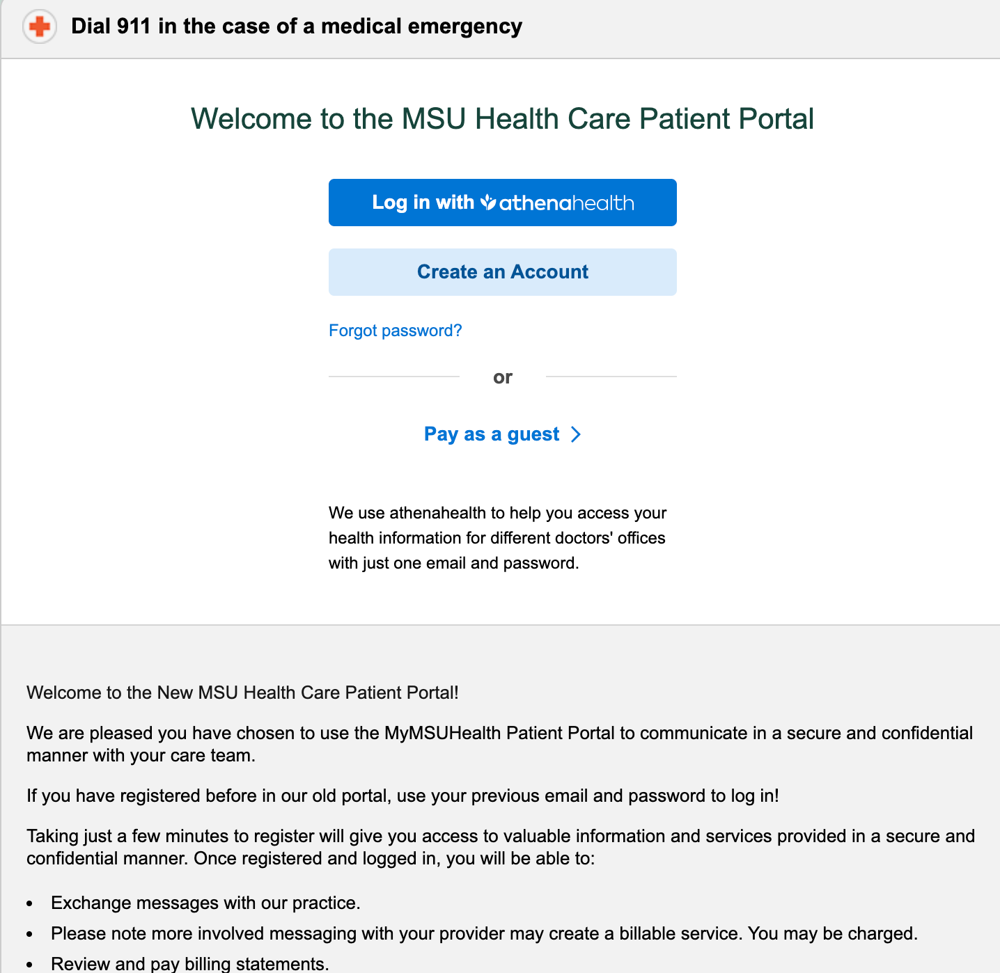 Dial 911 in the case of a medical emergency
Welcome to the MSU Health Care Patient Portal
Log in with athenahealth
Create an Account
Forgot password?
or
Pay as a guest
We use athenahealth to help you access your
health information for different doctors' offices
with just one email and password.
Welcome to the New MSU Health Care Patient Portal!
We are pleased you have chosen to use the MyMSUHealth Patient Portal to communicate in a secure and confidential
manner with your care team.
If you have registered before in our old portal, use your previous email and password to log in!
Taking just a few minutes to register will give you access to valuable information and services provided in a secure and
confidential manner. Once registered and logged in, you will be able to:
• Exchange messages with our practice.
• Please note more involved messaging with your provider may create a billable service. You may be charged.
• Review and pay billing statements.